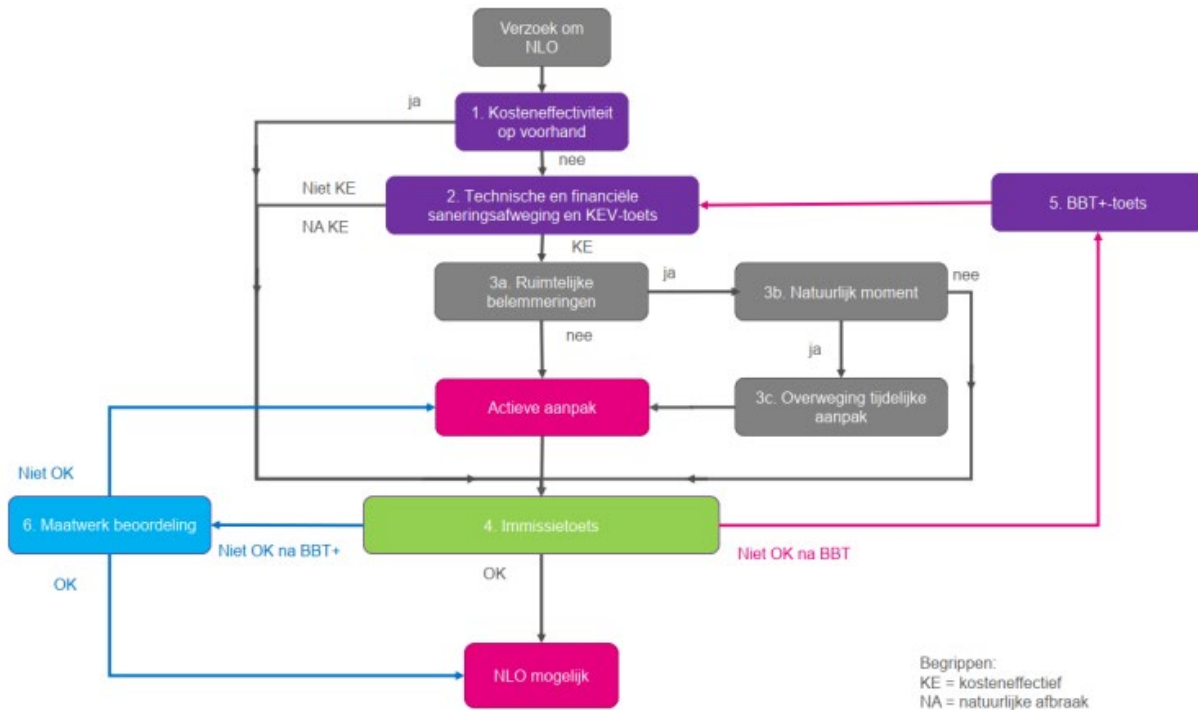 Verzoek om
NLO
ja
1. Kosteneffectiviteit
op voorhand
nee
Niet KE
2. Technische en financiële
saneringsafweging en KEV-toets
5. BBT+-toets
NA KE
KE
3a. Ruimtelijke
belemmeringen
ja
3b. Natuurlijk moment
nee
nee
ja
Actieve aanpak
3c. Overweging tijdelijke
aanpak
Niet OK
6. Maatwerk beoordeling
4. Immissietoets
Niet OK na BBT+
Niet OK na BBT
OK
OK
NLO mogelijk
Begrippen:
KE = kosteneffectief
NA = natuurlijke afbraak